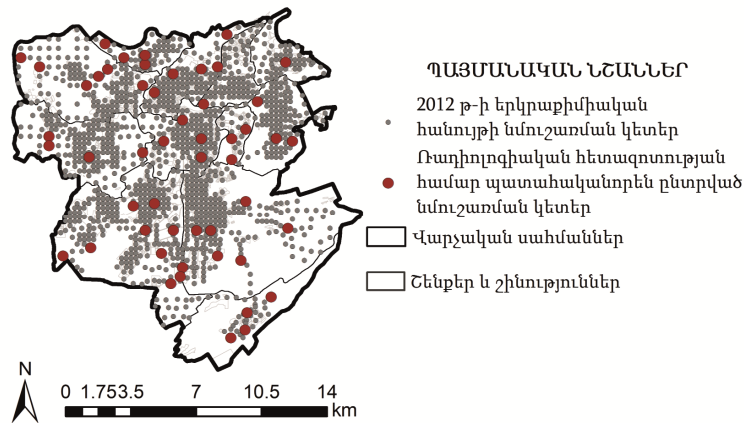 ՊԱՅՄԱՆԱԿԱՆ ՆՇԱՆՆԵՐ
2012 թ-ի երկրաքիմիական
հանույթի նմուշառման կետեր
Ռադիոլոգիական հետազոտության
համար պատահականորեն ընտրված
նմուշառման կետեր
Վարչական սահմաններ
Շենքեր և շինություններ
N
0 1.753.5 7 10.5 14
km